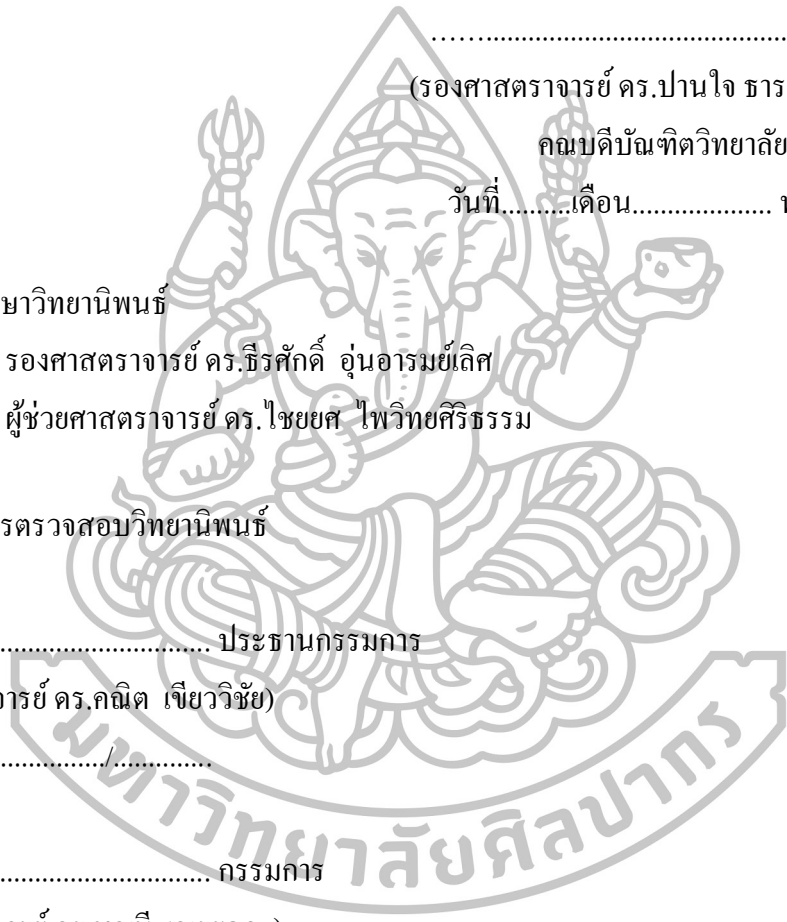 ……...........................................
(รองศาสตราจารย์ ดร.ปานใจ ธาร
คณบดีบัณฑิตวิทยาลัย
วันที่..........เดือน....................
ษาวิทยานิพนธ์
รองศาสตราจารย์ ดร.ธีรศักดิ์ อุ่นอารมย์เลิศ
ผู้ช่วยศาสตราจารย์ ดร.ไชยยศ ไพวิทยศิริธรรม
รตรวจสอบวิทยานิพนธ์
.............................. ประธานกรรมการ
จารย์ ดร.คณิต เขียววิชัย)
.............../..............
.............................. กรรมการ
มหาวิทยาลัยศิลปากร